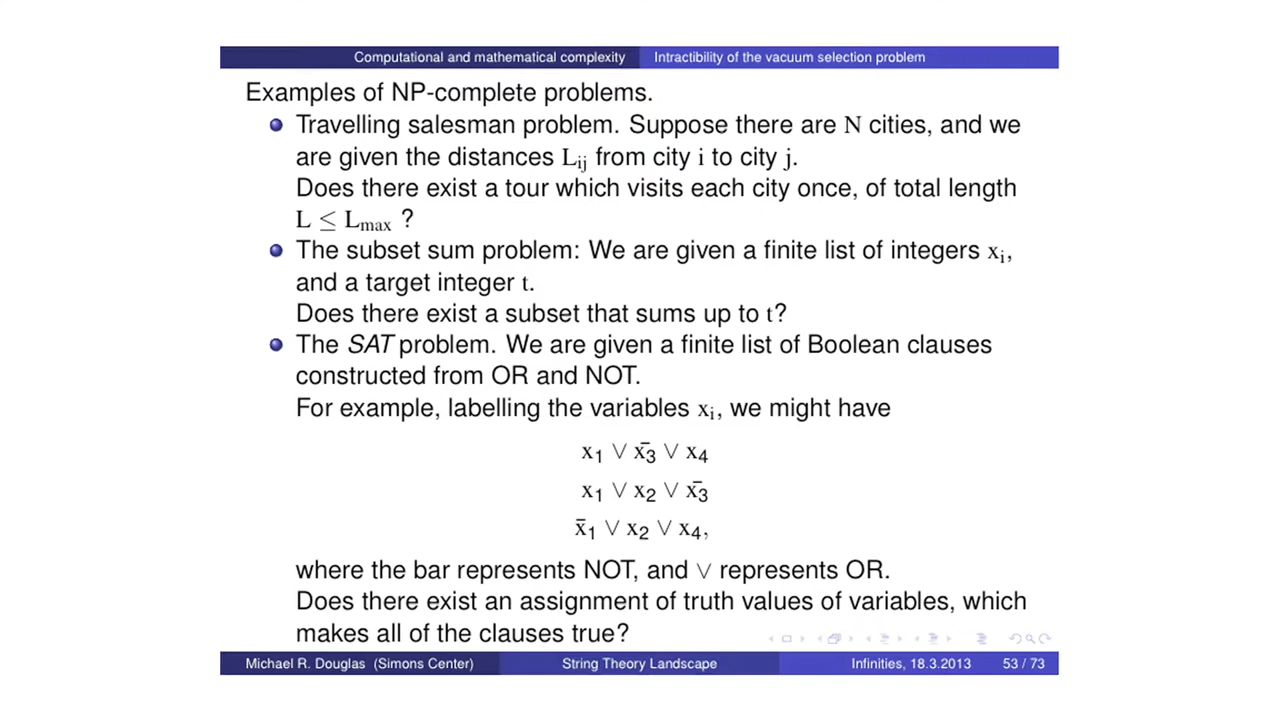 Computational and mathematical complexity Intractibility of the vacuum selection problem
Examples of NP-complete problems.
Travelling salesman problem. Suppose there are N cities, and we
are given the distances Lij from city i to city j.
Does there exist a tour which visits each city once, of total length
L ≤ Lmax ?
The subset sum problem: We are given a finite list of integers xi,
and a target integer t.
Does there exist a subset that sums up to t?
The SAT problem. We are given a finite list of Boolean clauses
constructed from OR and NOT.
For example, labelling the variables xi, we might have
x1 ∨ x̄3 ∨ x4
x1 ∨ x2 ∨ x̄3
x̄1 ∨ x2 ∨ x4,
where the bar represents NOT, and ∨ represents OR.
Does there exist an assignment of truth values of variables, which
makes all of the clauses true?
Michael R. Douglas (Simons Center) String Theory Landscape Infinities, 18.3.2013 53 / 73